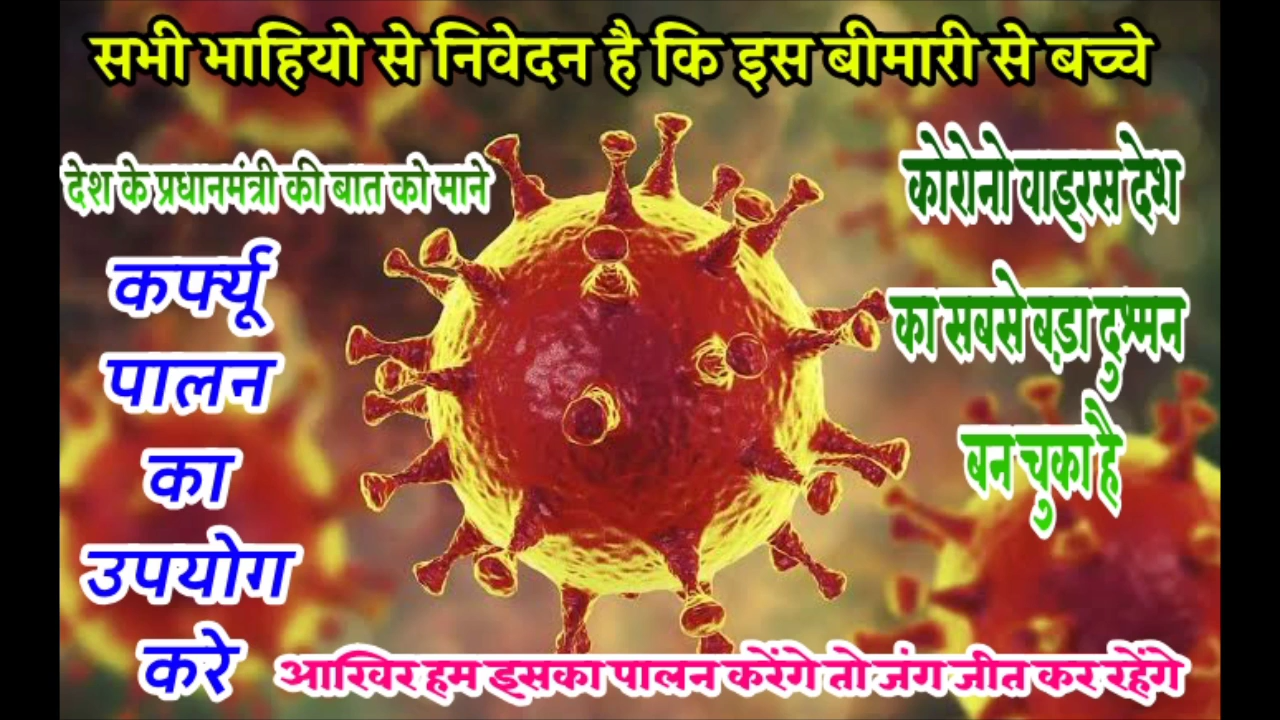 सभी भाहियो से निवेदन है कि इस बीमारी से बच्चे
देश के प्रधानमंत्री की बात को माने
कर्फ्यू
पालन
का
उपयोग
करे
कोरोनो वाइरस देश
का सबसे बड़ा दुश्मन
बन चुका है
आखिर हम इसका पालन करेंगे तो जंग जीत कर रहेंगे